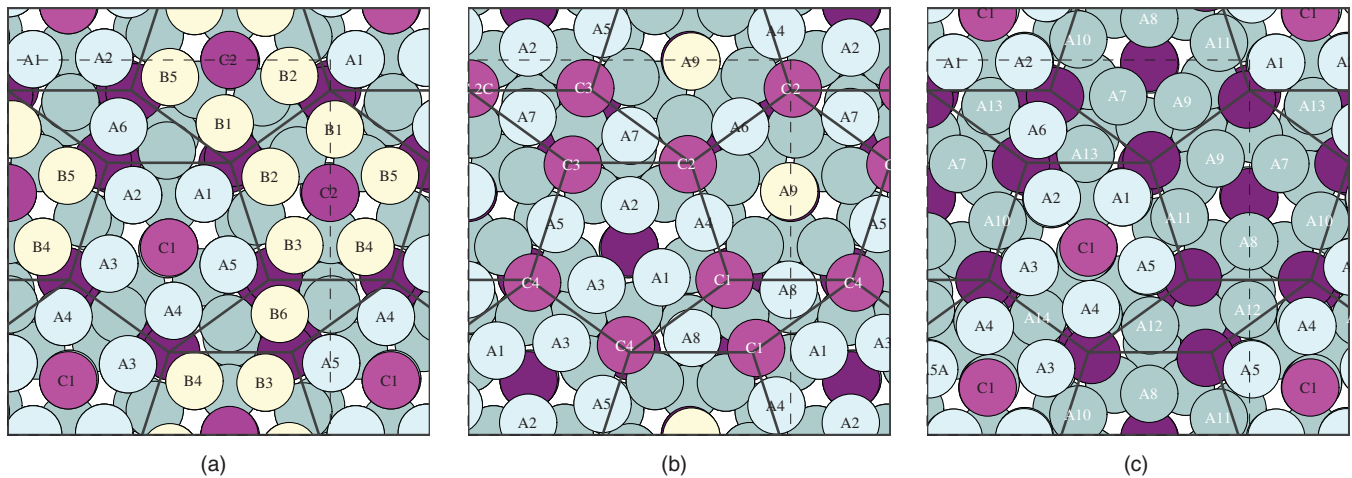 A1 A2 C2 A1
B5 B2
A6 B1 B1
B5 B2 B5
A2 A1 C2
B4 C1 B3 B4
A3 A5
A4 A4 B6 A4
A3 A5
C1 B4 B3 C1
(a)
A5 A4
A2 A9 A2
2C C3 C2
A7 A7 A6 A7
C3 C2
A9
A2
A5 A4 A5
C4 A3 A1 C1 A8 C4
C4 A8 C1
A1 A3 A1 A3
A5 A4
A2 A2
(b)
C1 A8 C1
A10 A11
A1 A2 A1
A7 A9
A13 A13
A6
A7 A13 A9 A7
A2 A1
A10 A11 A10
C1 A8
A3 A5
A4 A14 A4 A12 A12 A4
5A A3 A5
C1 A8 C1
A10 A11
(c)